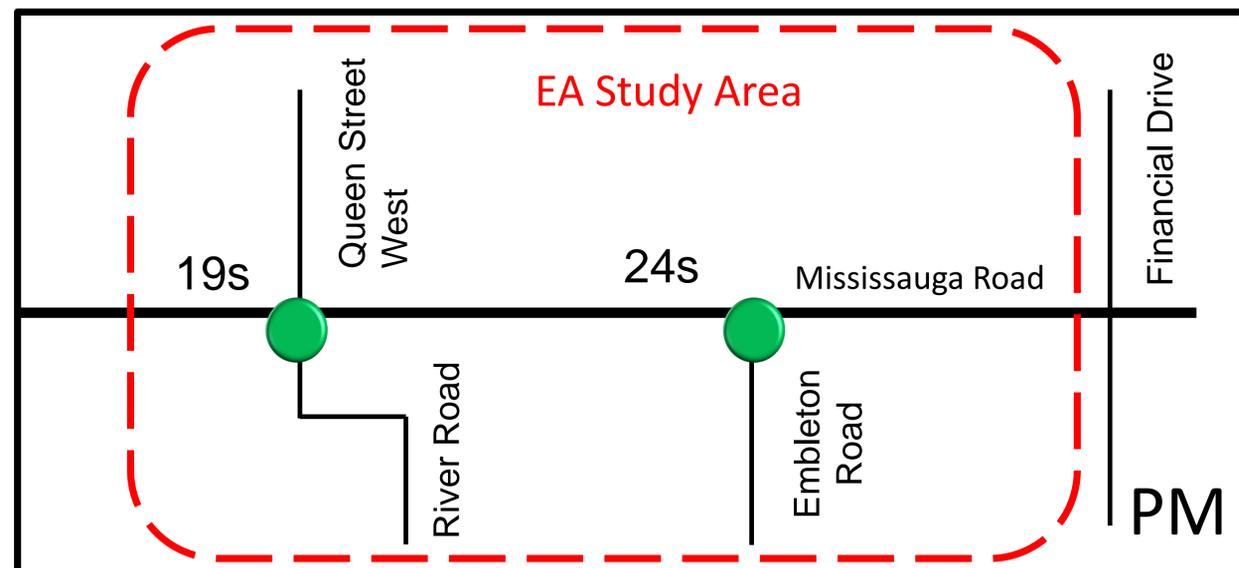 EA Study Area
Queen Street
West
Financial Drive
19s
24s
Mississauga Road
River Road
Embleton
Road
PM